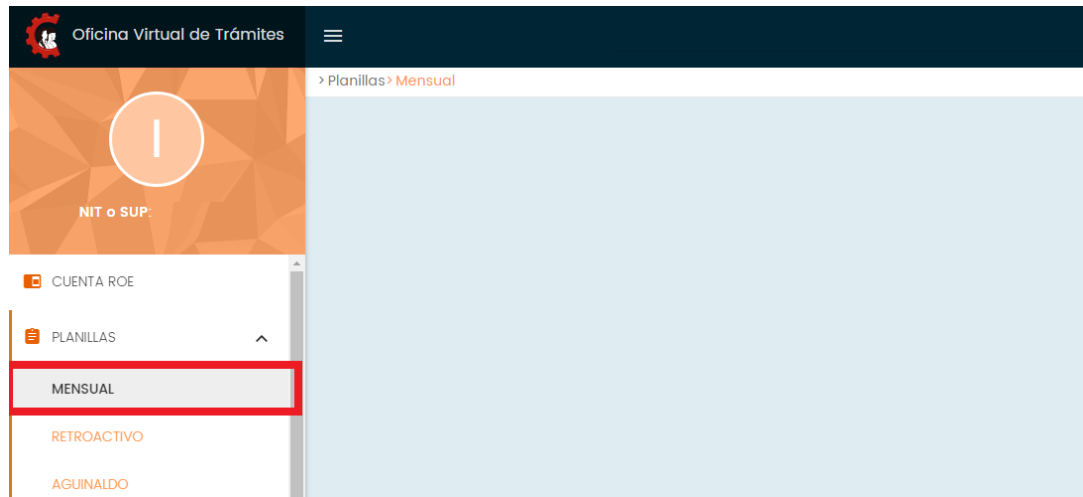 Oficina Virtual de Trámites
> Planillas > Mensual
I
NIT o SUP:
CUENTA ROE
PLANILLAS
MENSUAL
RETROACTIVO
AGUINALDO